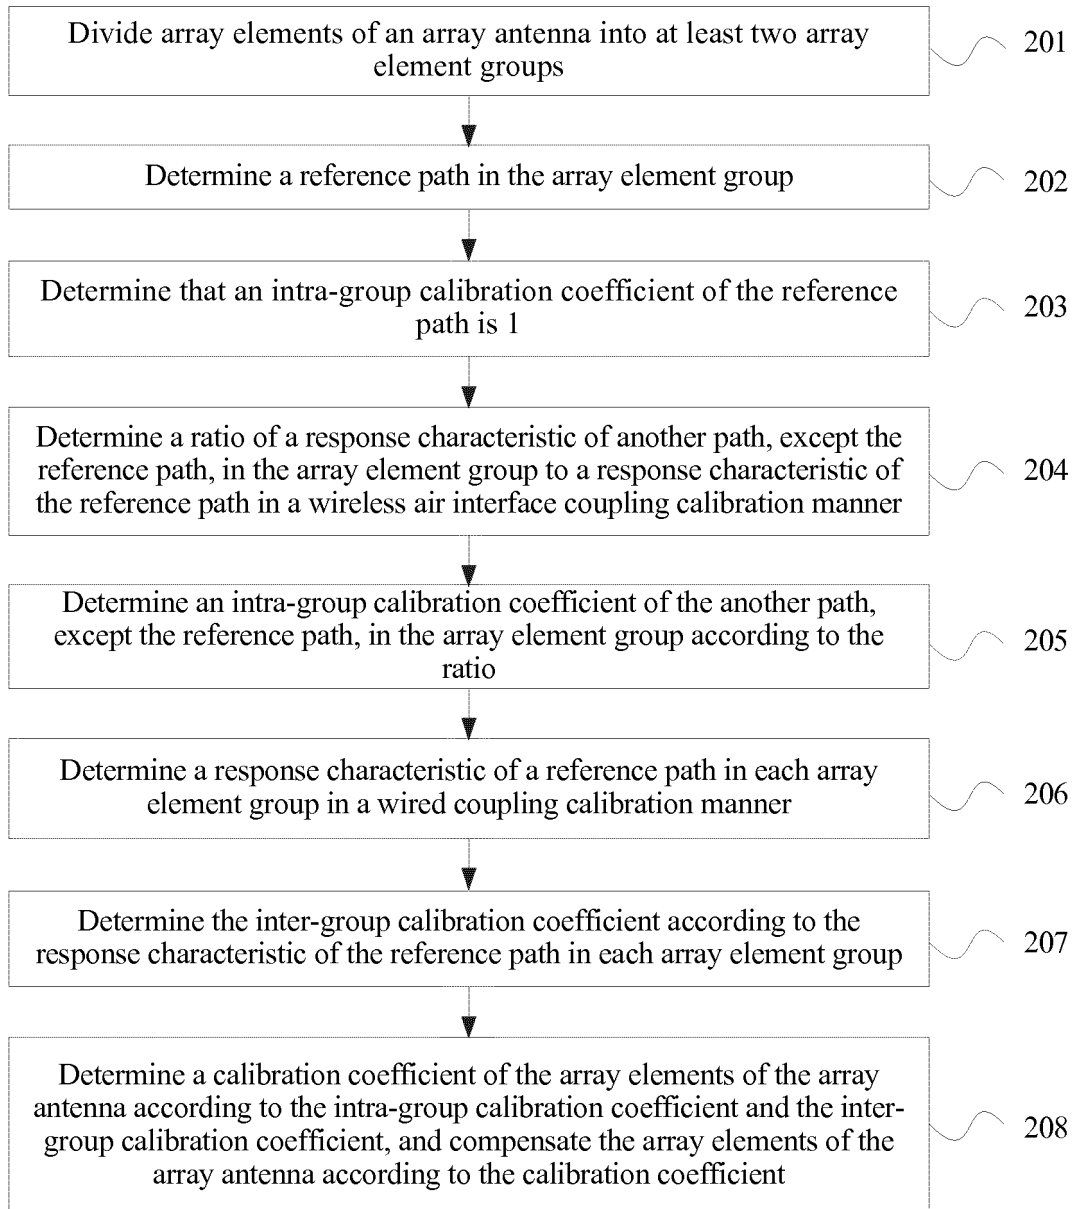 Divide array elements of an array antenna into at least two array
element groups
201
Determine a reference path in the array element group
202
Determine that an intra-group calibration coefficient of the reference
path is 1
203
Determine a ratio of a response characteristic of another path, except the
reference path, in the array element group to a response characteristic of
the reference path in a wireless air interface coupling calibration manner
204
Determine an intra-group calibration coefficient of the another path,
except the reference path, in the array element group according to the
ratio
205
Determine a response characteristic of a reference path in each array
element group in a wired coupling calibration manner
206
Determine the inter-group calibration coefficient according to the
response characteristic of the reference path in each array element group
207
Determine a calibration coefficient of the array elements of the array
antenna according to the intra-group calibration coefficient and the inter-
group calibration coefficient, and compensate the array elements of the
array antenna according to the calibration coefficient
208